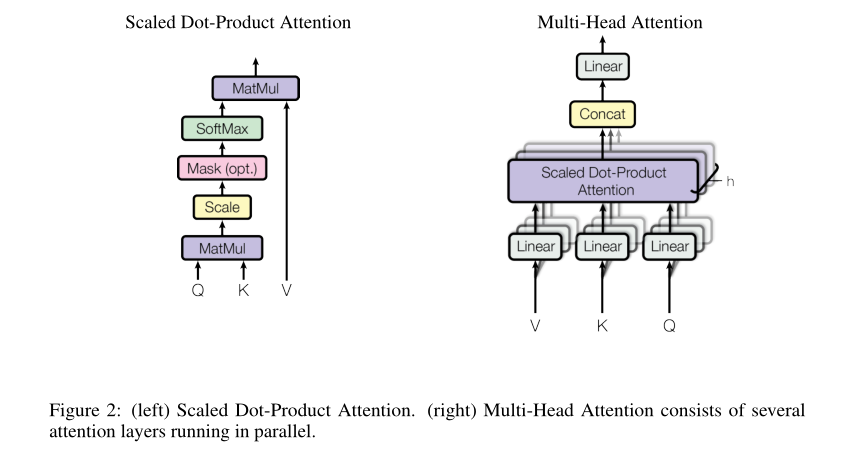 Scaled Dot-Product Attention
MatMul
SoftMax
Mask (opt.)
Scale
MatMul
Q K V
Multi-Head Attention
Linear
Concat
Scaled Dot-Product
Attention
h
Linear Linear Linear
V K Q
Figure 2: (left) Scaled Dot-Product Attention. (right) Multi-Head Attention consists of several
attention layers running in parallel.